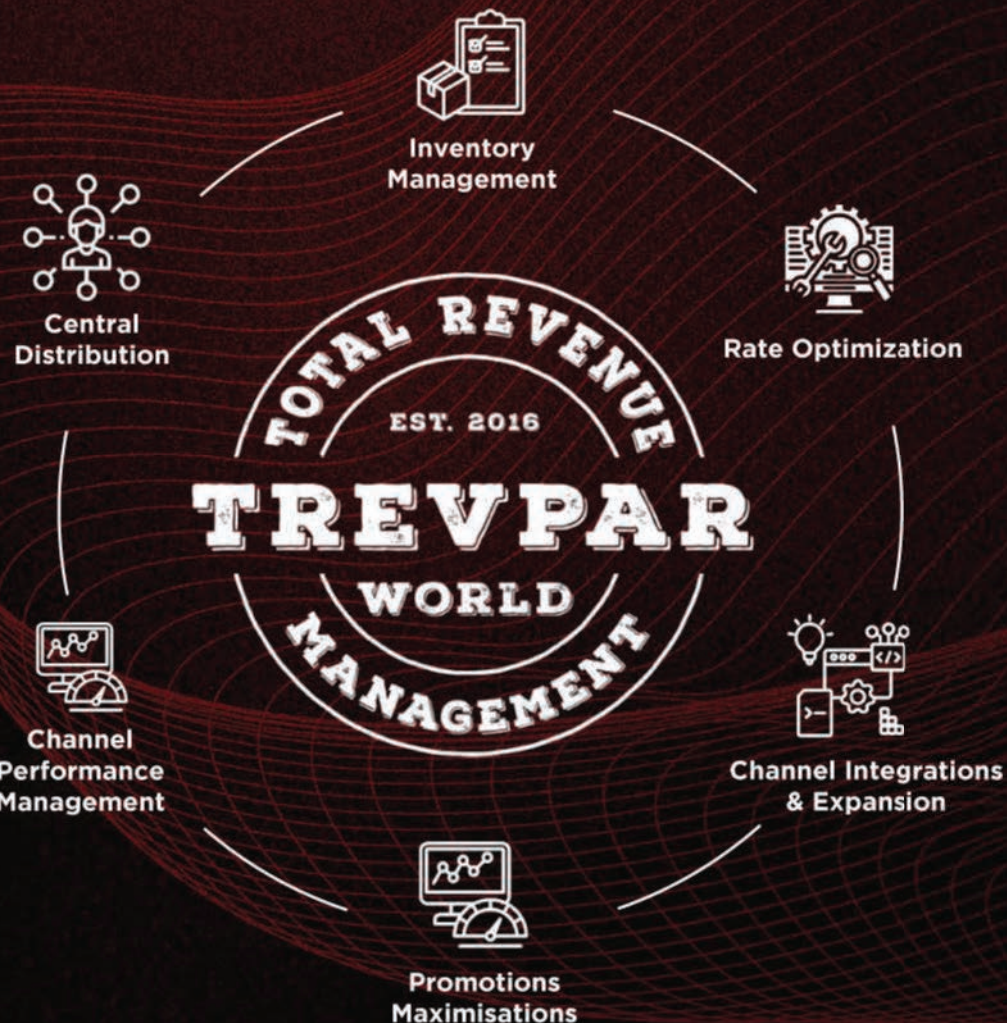 Inventory
Management
Central
Distribution
Rate Optimization
TOTAL REVENUE
EST. 2016
TREVPAR
WORLD
MANAGEMENT
Channel
Performance
Management
Channel Integrations
& Expansion
Promotions
Maximisations